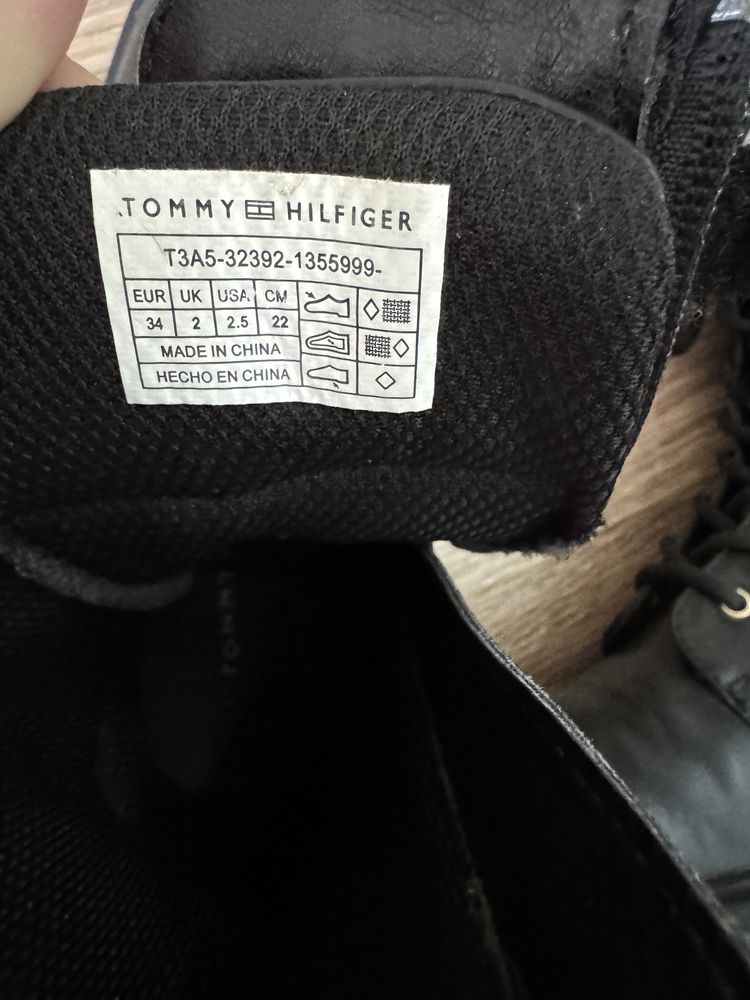 TOMMY HILFIGER
T3A5-32392-1355999-
EUR UK USA CM
34 2 2.5 22
MADE IN CHINA
HECHO EN CHINA
TOMMY